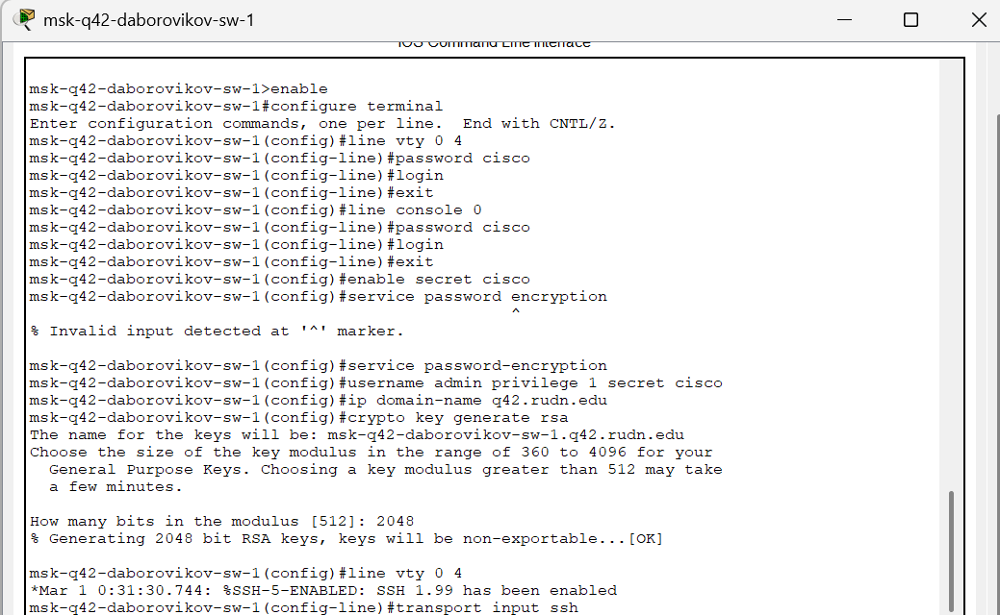 msk-q42-daborovikov-sw-1
IOS Command Line Interface
msk-q42-daborovikov-sw-1>enable
msk-q42-daborovikov-sw-1#configure terminal
Enter configuration commands, one per line.  End with CNTL/Z.
msk-q42-daborovikov-sw-1(config)#line vty 0 4
msk-q42-daborovikov-sw-1(config-line)#password cisco
msk-q42-daborovikov-sw-1(config-line)#login
msk-q42-daborovikov-sw-1(config-line)#exit
msk-q42-daborovikov-sw-1(config)#line console 0
msk-q42-daborovikov-sw-1(config-line)#password cisco
msk-q42-daborovikov-sw-1(config-line)#login
msk-q42-daborovikov-sw-1(config-line)#exit
msk-q42-daborovikov-sw-1(config)#enable secret cisco
msk-q42-daborovikov-sw-1(config)#service password encryption
^
% Invalid input detected at '^' marker.
msk-q42-daborovikov-sw-1(config)#service password-encryption
msk-q42-daborovikov-sw-1(config)#username admin privilege 1 secret cisco
msk-q42-daborovikov-sw-1(config)#ip domain-name q42.rudn.edu
msk-q42-daborovikov-sw-1(config)#crypto key generate rsa
The name for the keys will be: msk-q42-daborovikov-sw-1.q42.rudn.edu
Choose the size of the key modulus in the range of 360 to 4096 for your
General Purpose Keys. Choosing a key modulus greater than 512 may take
a few minutes.
How many bits in the modulus [512]: 2048
% Generating 2048 bit RSA keys, keys will be non-exportable...[OK]
msk-q42-daborovikov-sw-1(config)#line vty 0 4
*Mar 1 0:31:30.744: %SSH-5-ENABLED: SSH 1.99 has been enabled
msk-q42-daborovikov-sw-1(config-line)#transport input ssh